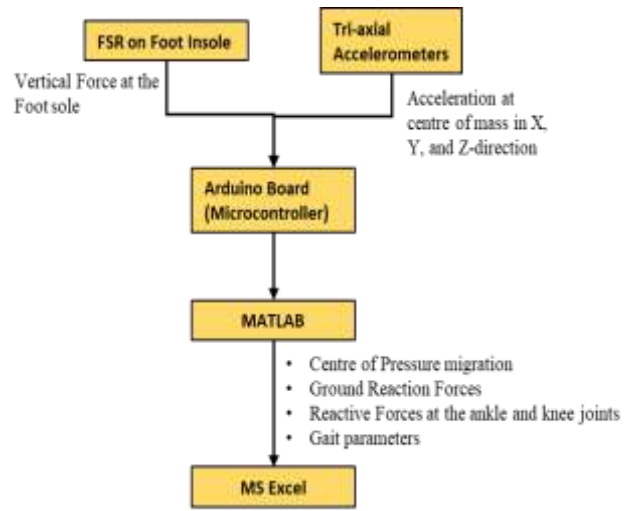 FSR on Foot Insole
Tri-axial
Accelerometers
Vertical Force at the
Foot sole
Acceleration at
centre of mass in X,
Y, and Z-direction
Arduino Board
(Microcontroller)
MATLAB
• Centre of Pressure migration
• Ground Reaction Forces
• Reactive Forces at the ankle and knee joints
• Gait parameters
MS Excel